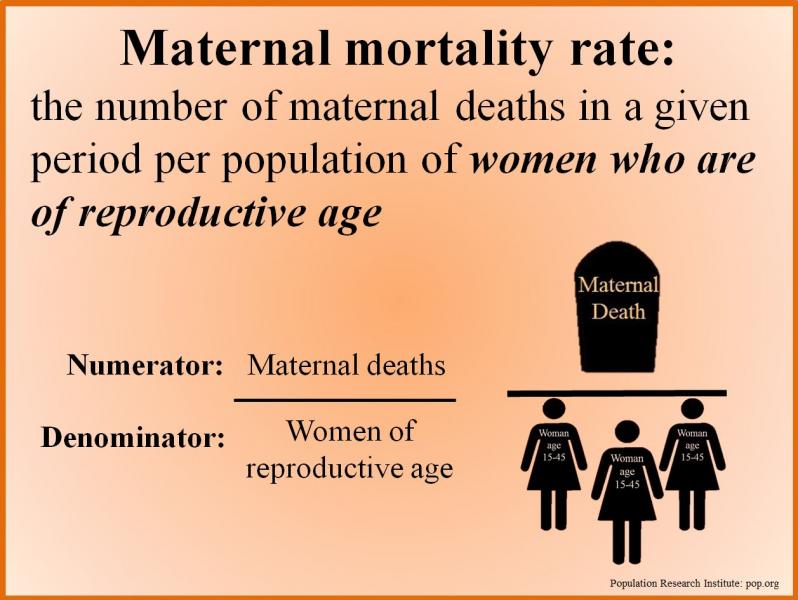 Maternal mortality rate:
the number of maternal deaths in a given
period per population of women who are
of reproductive age
Maternal
Death
Numerator: Maternal deaths
Denominator: Women of
reproductive age
Woman
age
15-45
Woman
age
15-45
Woman
age
15-45
Population Research Institute: pop.org